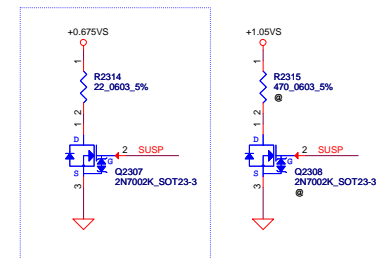 +0.675VS
1
R2314
22_0603_5%
2
1
D
2
SUSP
G
S
Q2307
2N7002K_SOT23-3
3
+1.05VS
1
R2315
470_0603_5%
@
2
1
D
2
SUSP
G
S
Q2308
2N7002K_SOT23-3
@
3